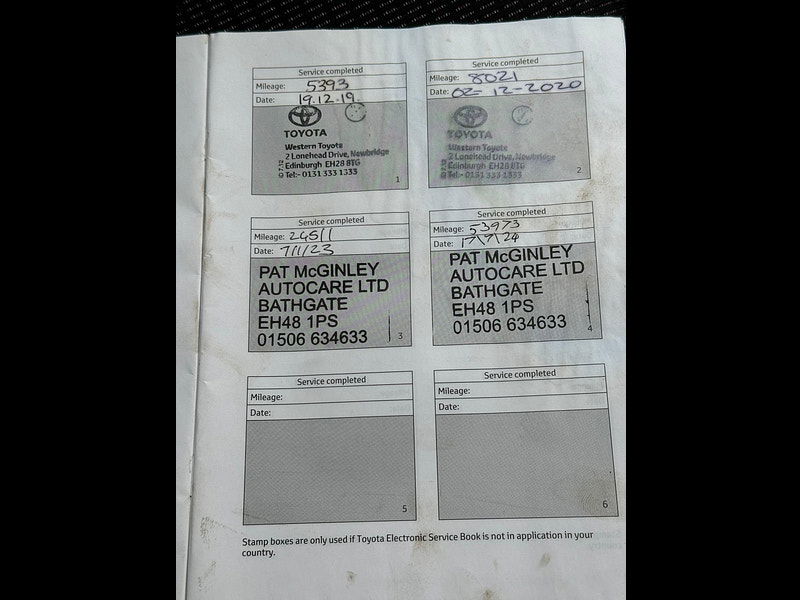 Service completed
Mileage: 5393
Date: 19.12.19.
TOYOTA
Western Toyota
2 Lonehead Drive, Newbridge
Edinburgh EH28 8TG
Tel:- 0131 333 1333
1
Service completed
Mileage: 8021
Date: 02-12-2020
TOYOTA
Western Toyota
2 Lonehead Drive, Newbridge
Edinburgh EH28 8TG
Tel:- 0131 333 1333
2
Service completed
Mileage: 24511
Date: 7/1/23
PAT McGINLEY
AUTOCARE LTD
BATHGATE
EH48 1PS
01506 634633
3
Service completed
Mileage: 53973
Date: 17\9\24
PAT McGINLEY
AUTOCARE LTD
BATHGATE
EH48 1PS
01506 634633
4
Service completed
Mileage:
Date:
5
Service completed
Mileage:
Date:
6
Stamp boxes are only used if Toyota Electronic Service Book is not in application in your
country.